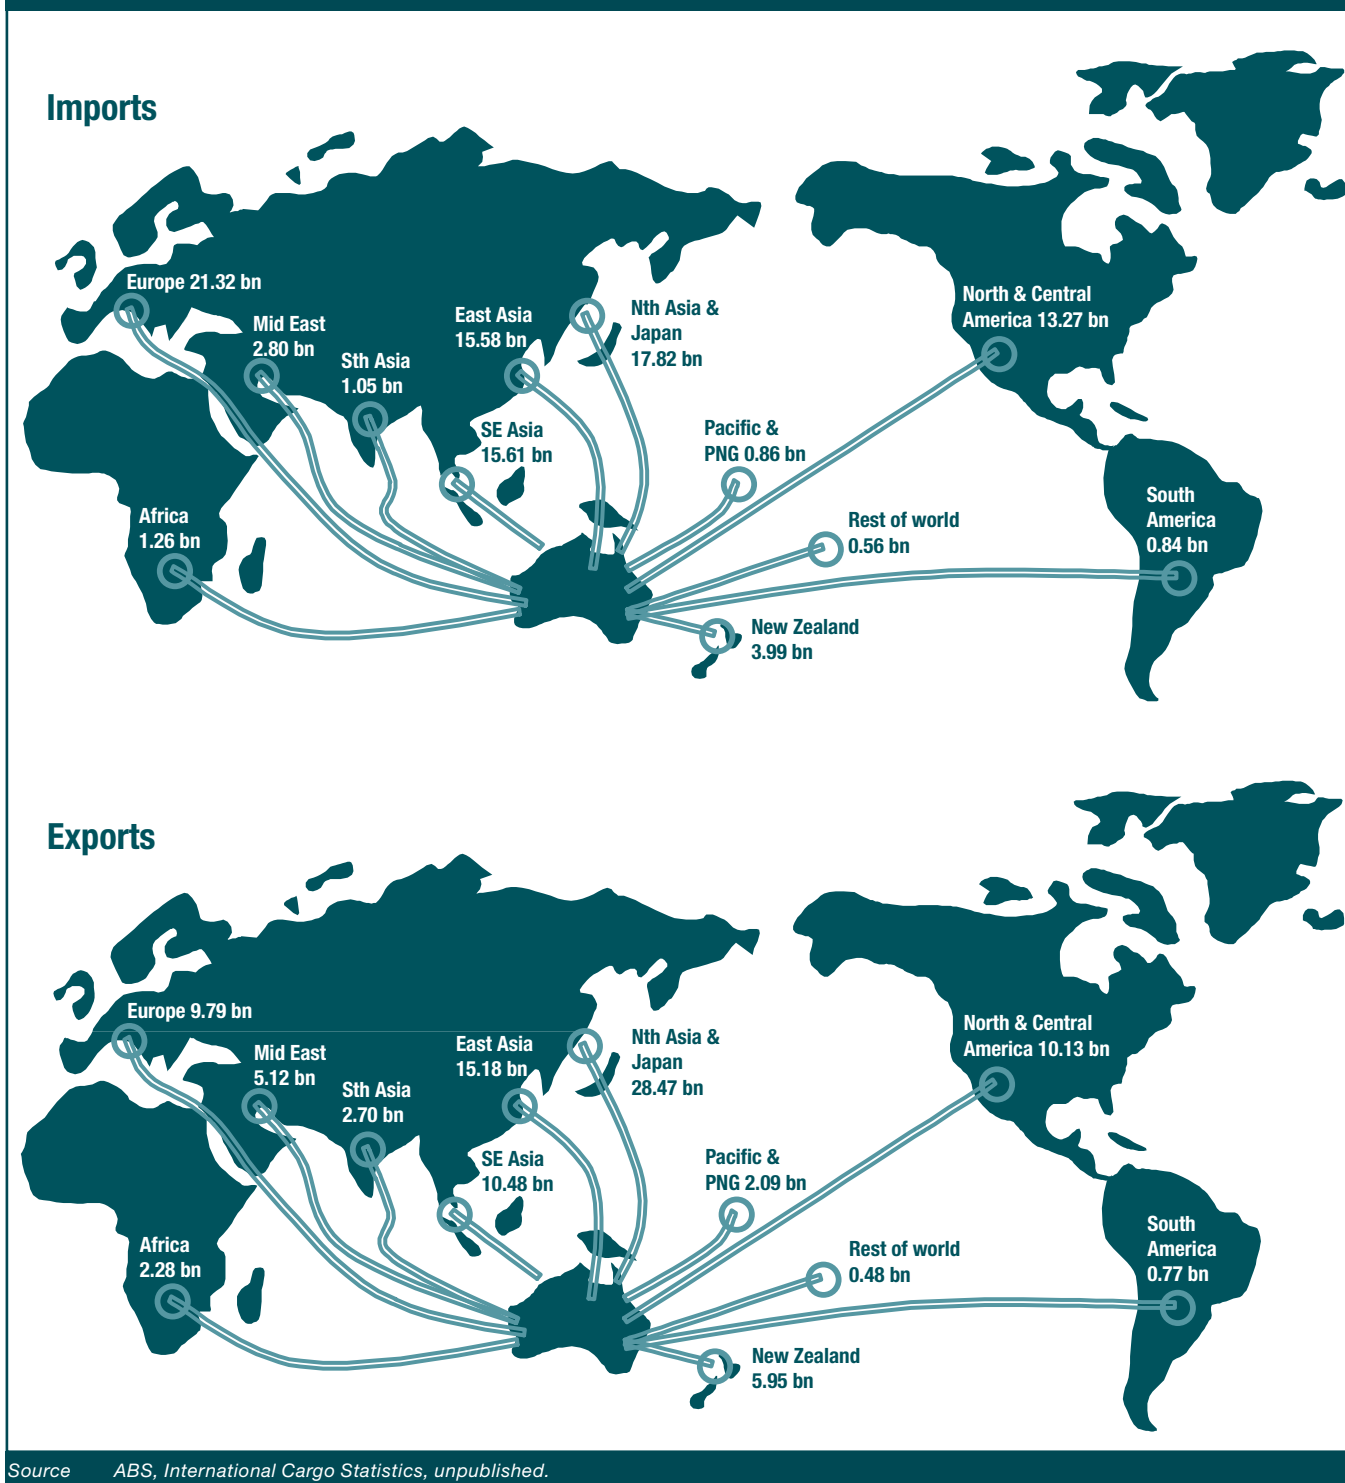 Imports
Europe 21.32 bn
Mid East
2.80 bn
Sth Asia
1.05 bn
East Asia
15.58 bn
Nth Asia &
Japan
17.82 bn
North & Central
America 13.27 bn
SE Asia
15.61 bn
Pacific &
PNG 0.86 bn
Africa
1.26 bn
Rest of world
0.56 bn
South
America
0.84 bn
New Zealand
3.99 bn
Exports
Europe 9.79 bn
Mid East
5.12 bn
Sth Asia
2.70 bn
East Asia
15.18 bn
Nth Asia &
Japan
28.47 bn
North & Central
America 10.13 bn
SE Asia
10.48 bn
Pacific &
PNG 2.09 bn
Africa
2.28 bn
Rest of world
0.48 bn
South
America
0.77 bn
New Zealand
5.95 bn
Source ABS, International Cargo Statistics, unpublished.